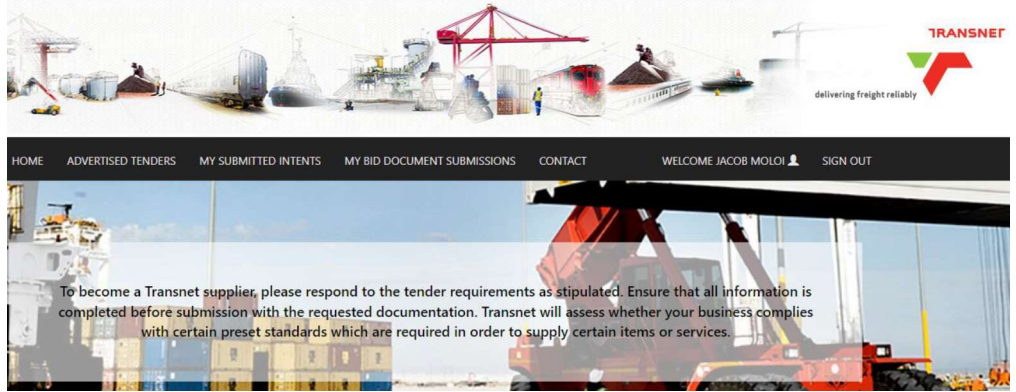 TRANSNET
delivering freight reliably
HOME ADVERTISED TENDERS MY SUBMITTED INTENTS MY BID DOCUMENT SUBMISSIONS CONTACT WELCOME JACOB MOLOI SIGN OUT
To become a Transnet supplier, please respond to the tender requirements as stipulated. Ensure that all information is
completed before submission with the requested documentation. Transnet will assess whether your business complies
with certain preset standards which are required in order to supply certain items or services.